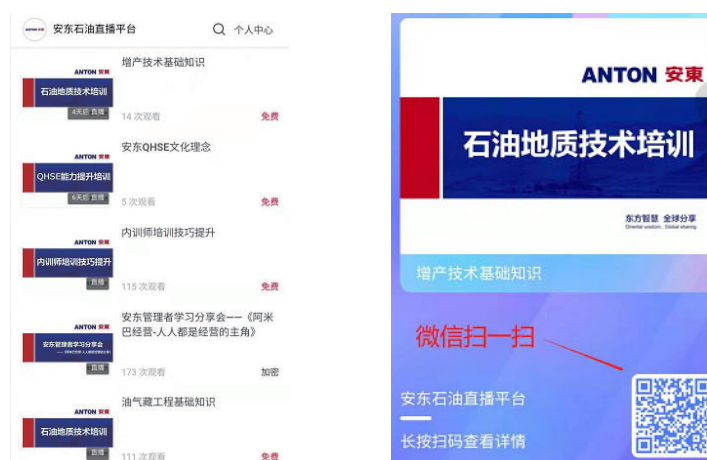 安东石油直播平台
个人中心
ANTON 安東
石油地质技术培训
4天后 直播
增产技术基础知识
14 次观看
免费
ANTON 安東
QHSE能力提升培训
6天后 直播
安东QHSE文化理念
5 次观看
免费
ANTON 安東
内训师培训技巧提升
直播
内训师培训技巧提升
115 次观看
免费
ANTON 安東
安东管理者学习分享会
直播
安东管理者学习分享会——《阿米
巴经营-人人都是经营的主角》
173 次观看
加密
ANTON 安東
石油地质技术培训
直播
油气藏工程基础知识
111 次观看
免费
ANTON 安東
石油地质技术培训
东方智慧 全球分享
Oriental wisdom, Global sharing
增产技术基础知识
微信扫一扫
安东石油直播平台
长按扫码查看详情